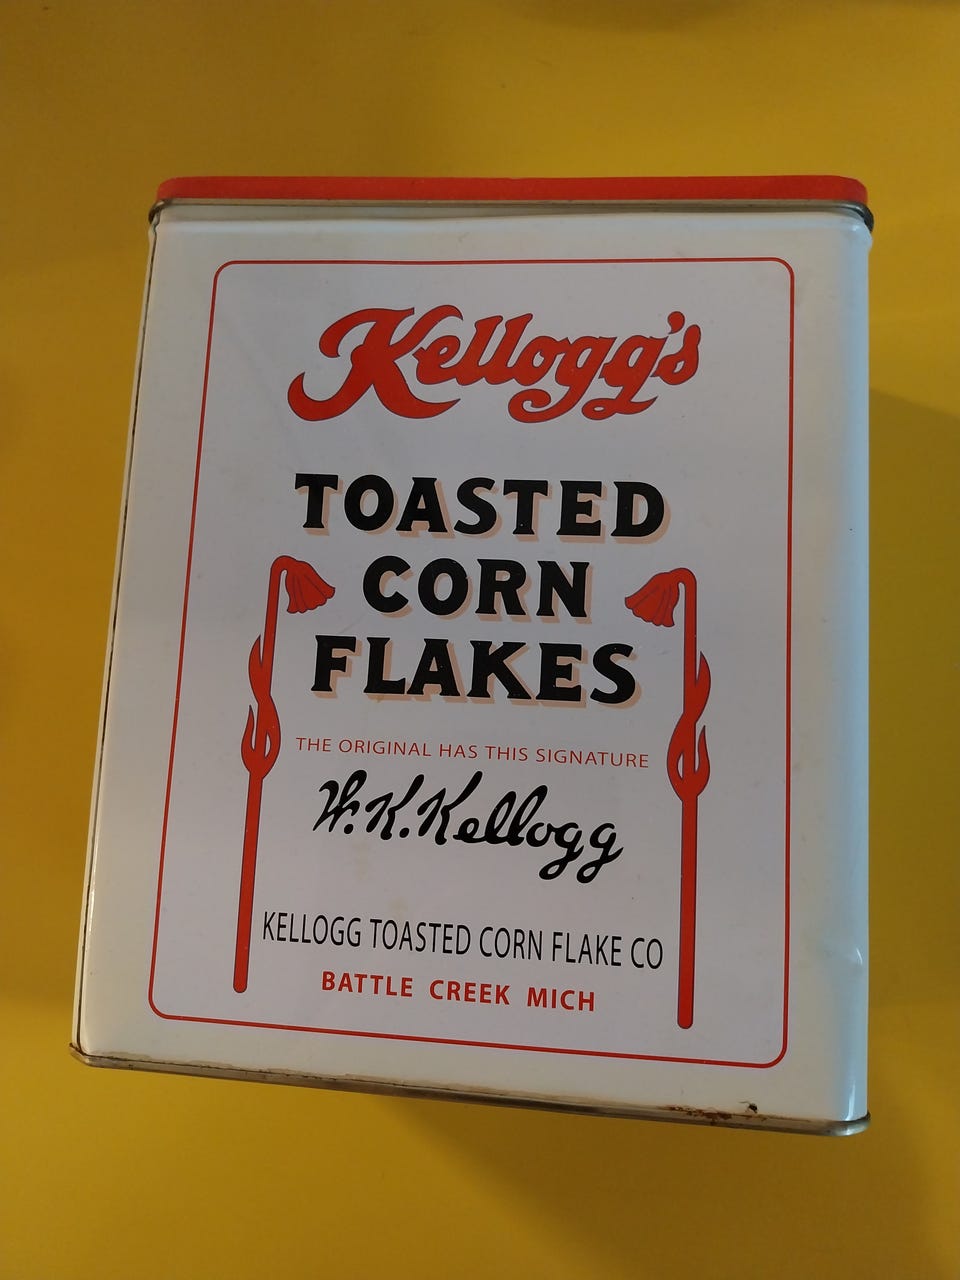 Kellogg's
TOASTED
CORN
FLAKES
THE ORIGINAL HAS THIS SIGNATURE
W.K.Kellogg
KELLOGG TOASTED CORN FLAKE CO
BATTLE CREEK MICH